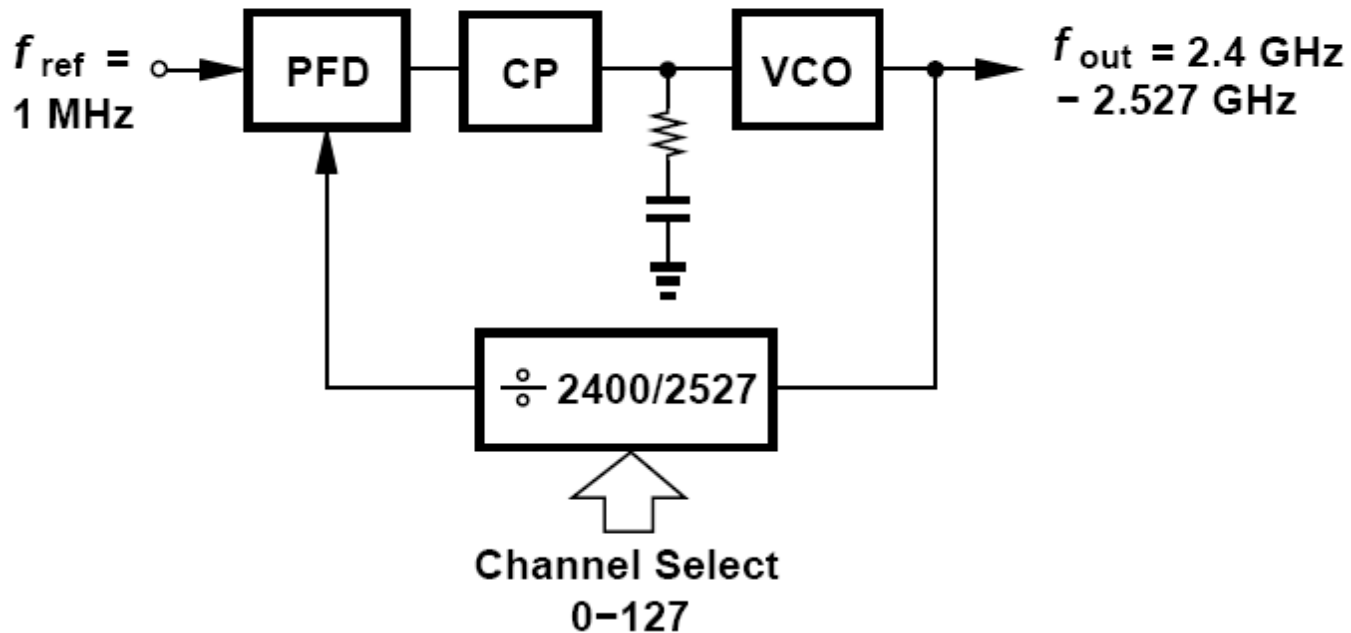 f ref =
1 MHz
PFD
CP
VCO
f out = 2.4 GHz
− 2.527 GHz
÷ 2400/2527
Channel Select
0−127